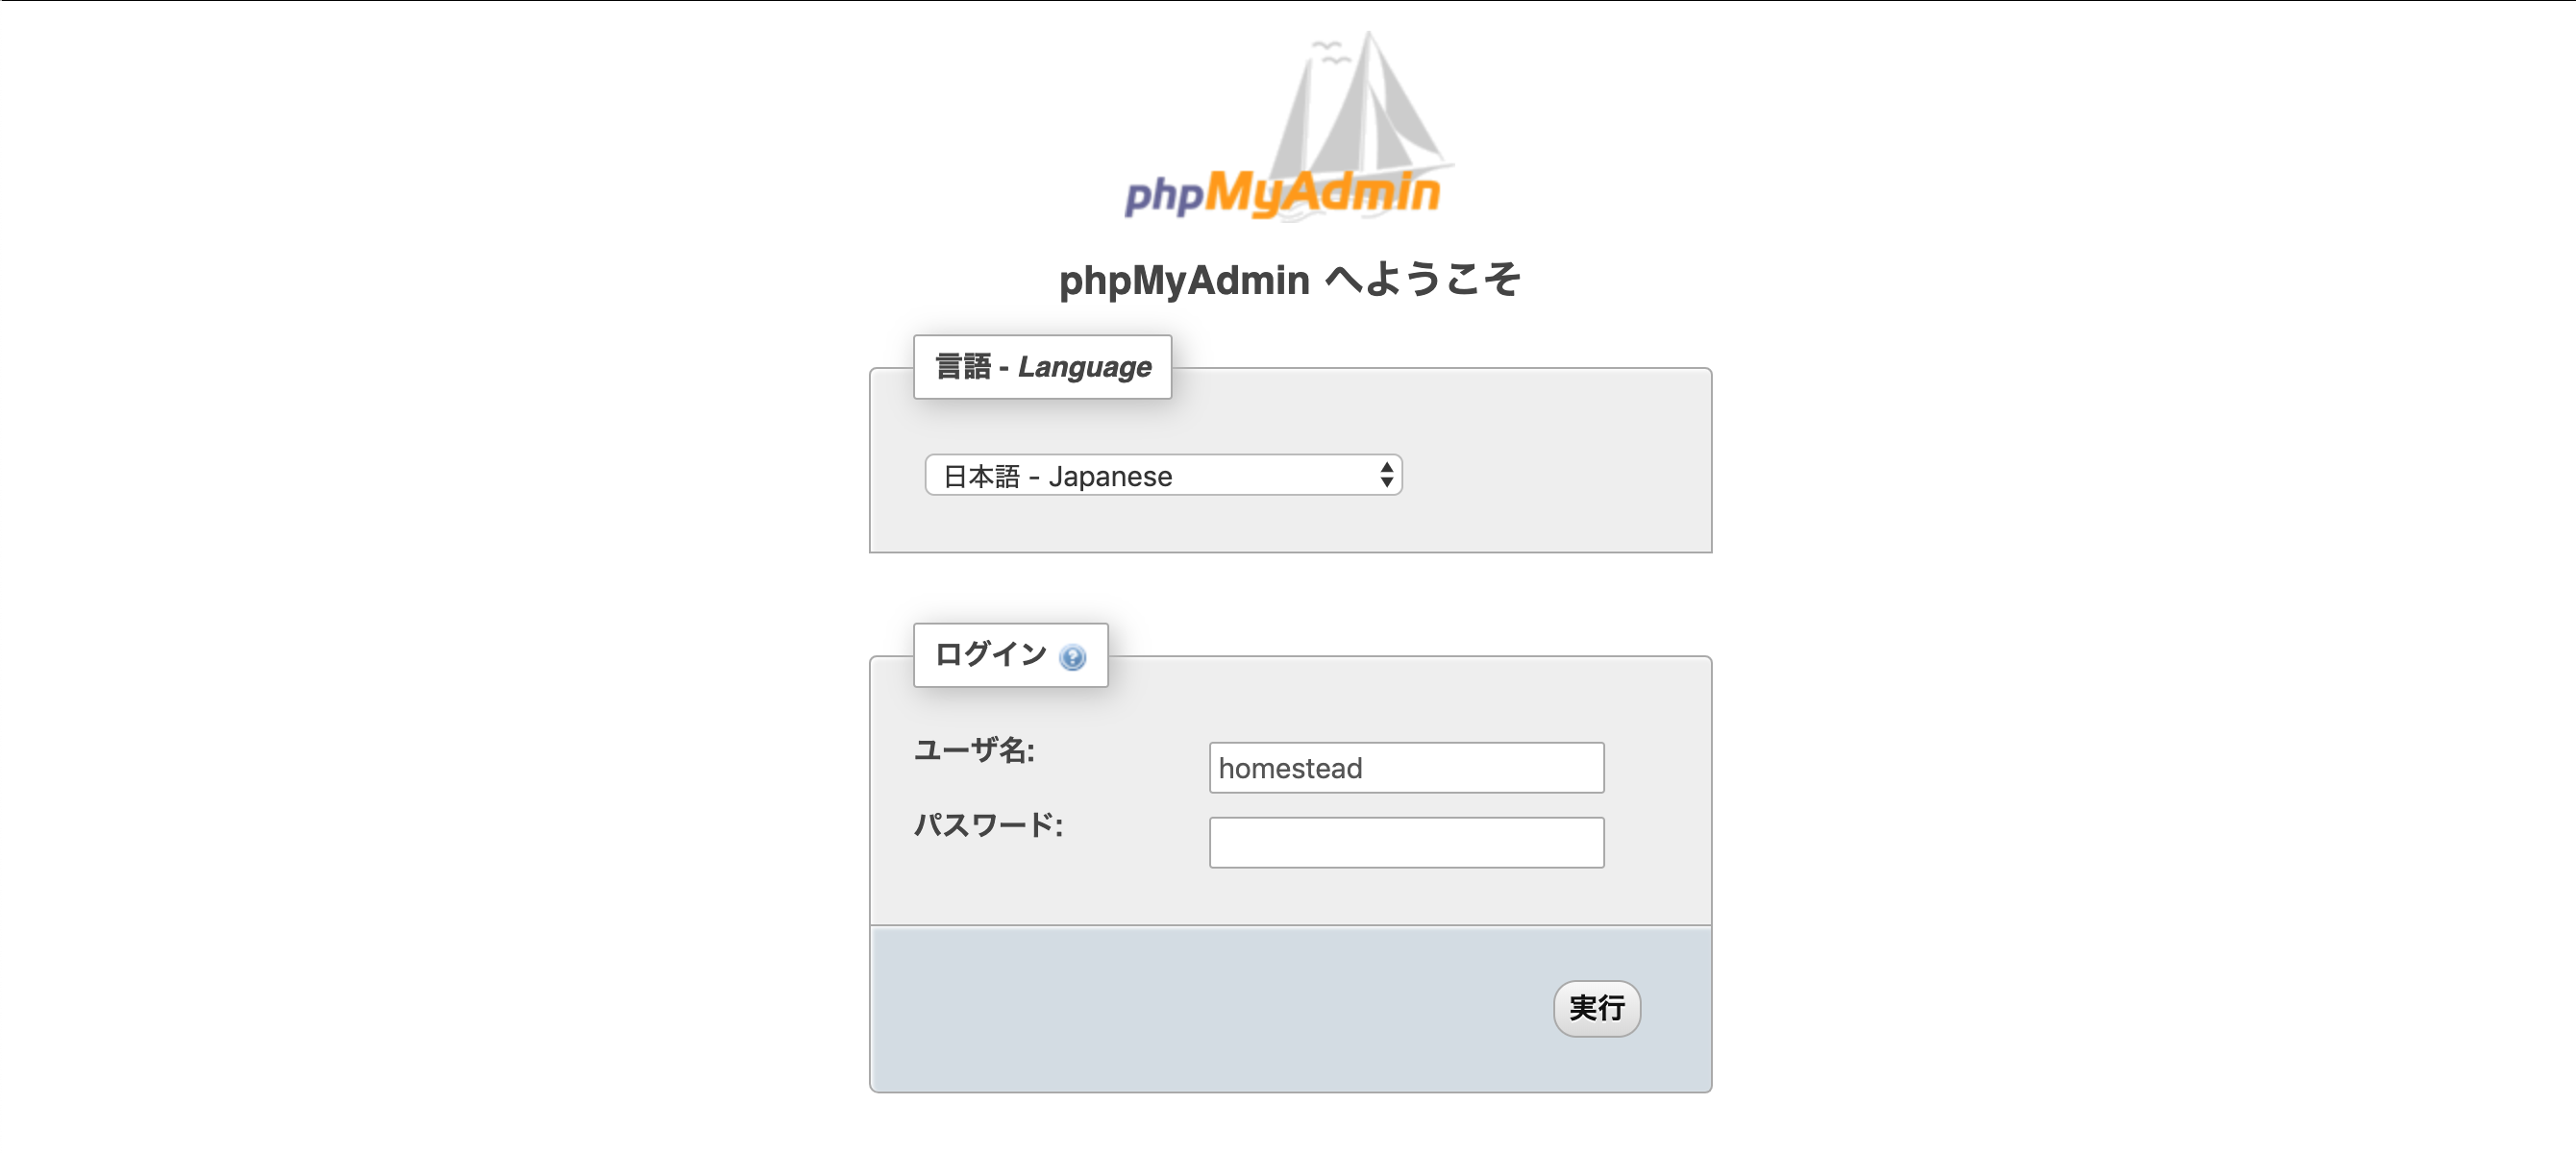 phpMyAdmin
phpMyAdmin へようこそ
言語 - Language
日本語 - Japanese
ログイン
ユーザ名:
homestead
パスワード:
実行